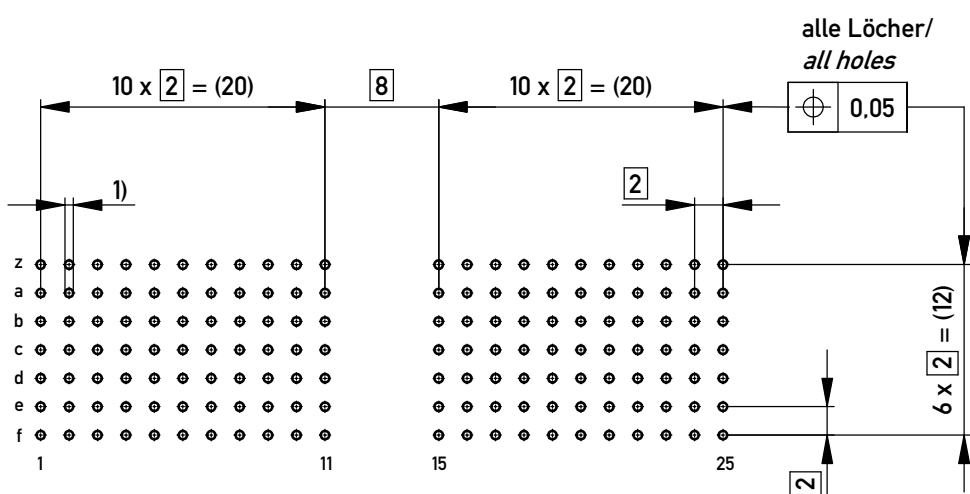 alle Löcher/
all holes
10 x 2 = (20)
8
10 x 2 = (20)
0,05
1)
2
z
a
b
c
d
e
f
6 x 2 = (12)
2
1
11
15
25